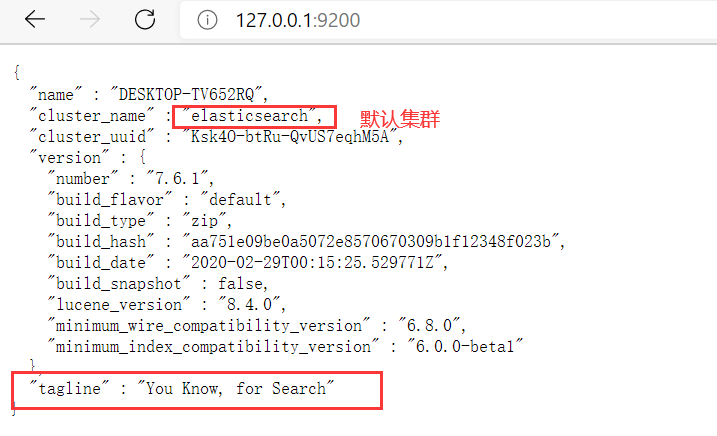 127.0.0.1:9200
{
"name" : "DESKTOP-TV652RQ",
"cluster_name" : "elasticsearch", 默认集群
"cluster_uuid" : "Ksk4O-btRu-QvUS7eqhM5A",
"version" : {
"number" : "7.6.1",
"build_flavor" : "default",
"build_type" : "zip",
"build_hash" : "aa751e09be0a5072e8570670309b1f12348f023b",
"build_date" : "2020-02-29T00:15:25.529771Z",
"build_snapshot" : false,
"lucene_version" : "8.4.0",
"minimum_wire_compatibility_version" : "6.8.0",
"minimum_index_compatibility_version" : "6.0.0-beta1"
},
"tagline" : "You Know, for Search"
}